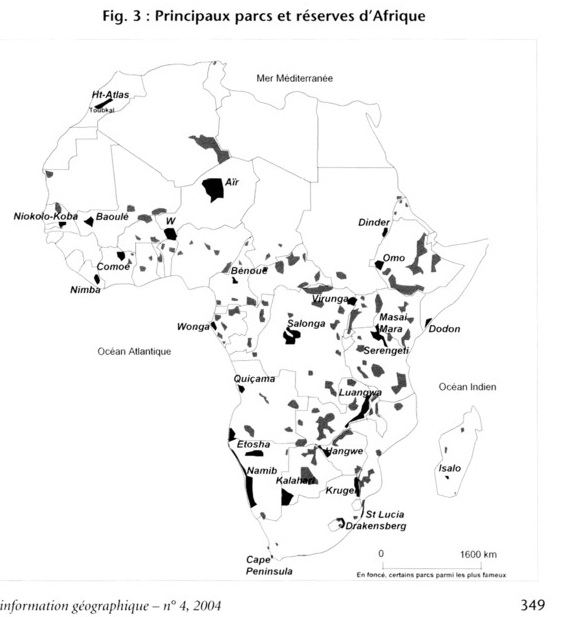 Fig. 3 : Principaux parcs et réserves d'Afrique
Mer Méditerranée
Ht-Atlas
Toubkal
Aïr
Niokolo-Koba
Baoulé
W
Dinder
Comoé
Bénoué
Omo
Nimba
Virunga
Masai
Mara
Dodon
Wonga
Salonga
Serengeti
Océan Atlantique
Quiçama
Luangwa
Océan Indien
Etosha
Hangwe
Namib
Kalahari
Kruger
Isalo
St Lucia
Drakensberg
Cape
Peninsula
0 1600 km
En foncé, certains parcs parmi les plus fameux
information géographique – n° 4, 2004 349